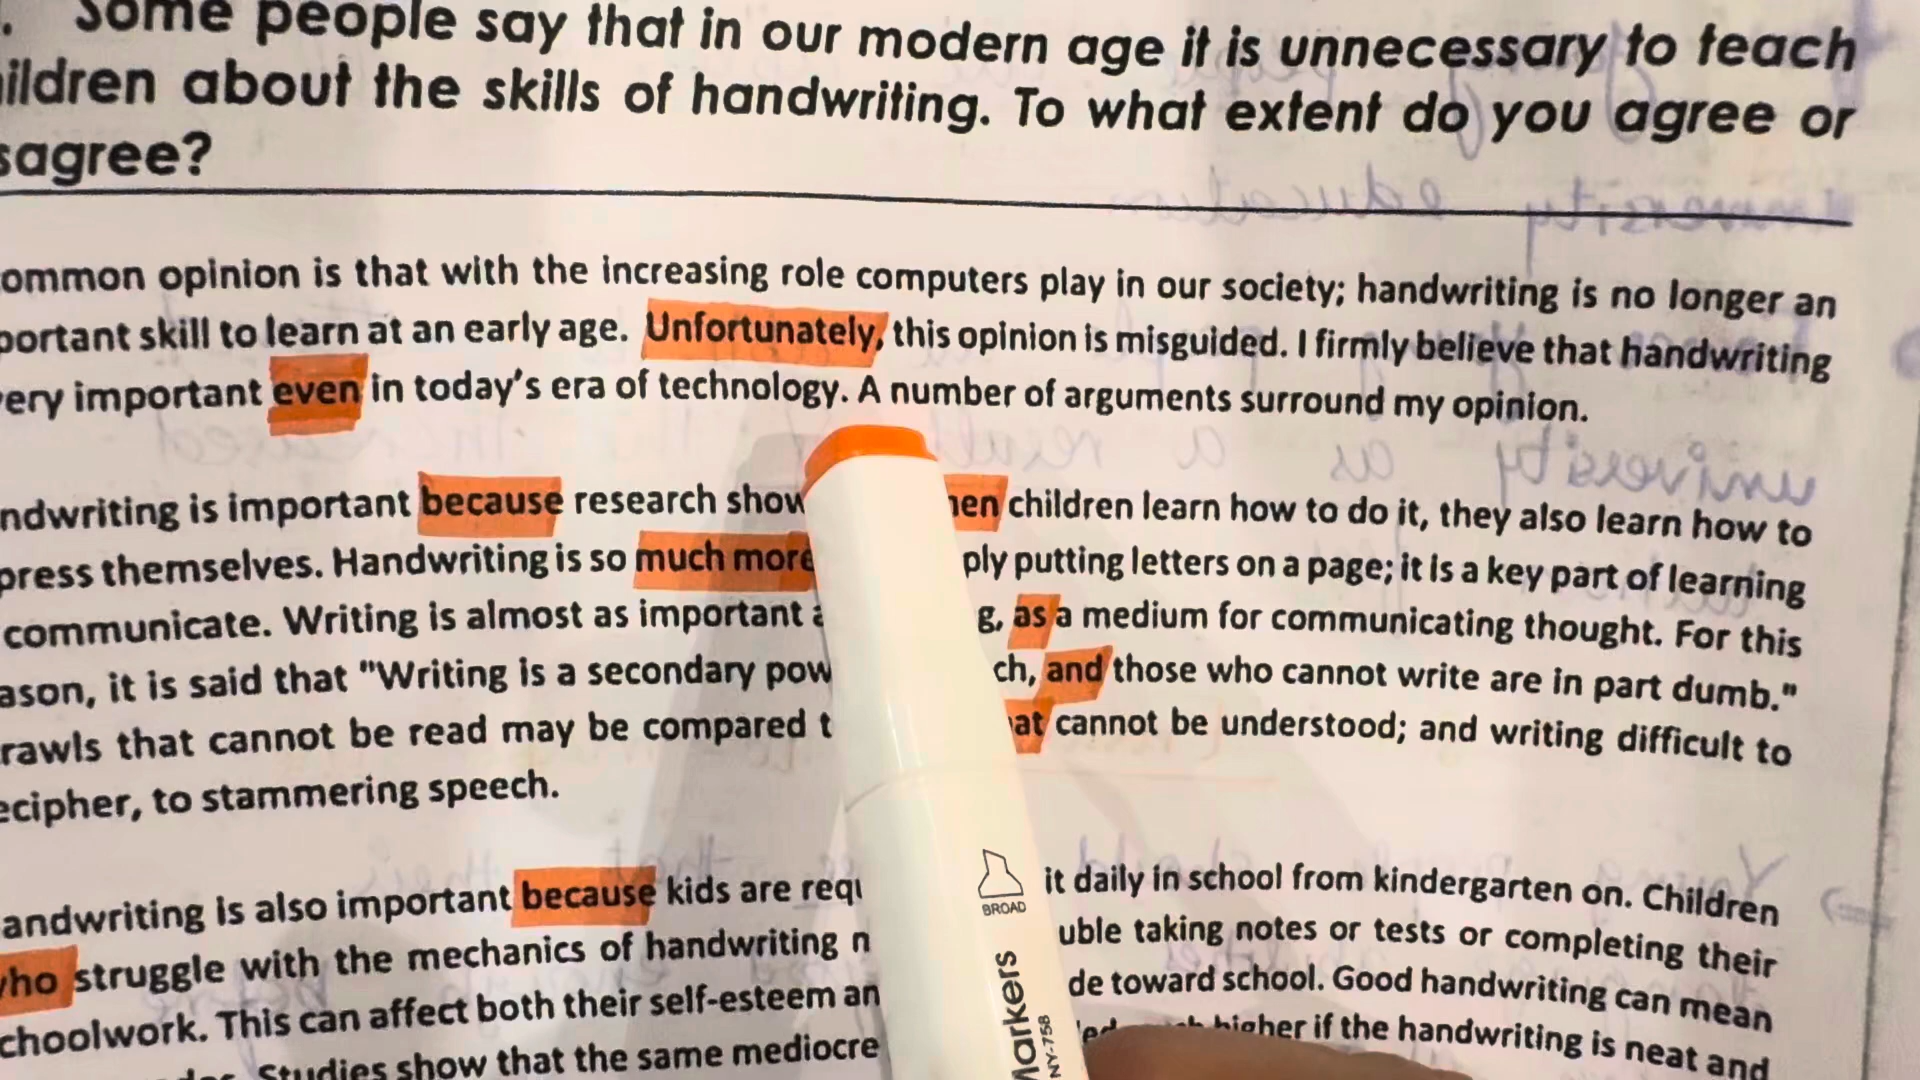 Some people say that in our modern age it is unnecessary to teach
ildren about the skills of handwriting. To what extent do you agree or
sagree?
ommon opinion is that with the increasing role computers play in our society; handwriting is no longer an
portant skill to learn at an early age. Unfortunately, this opinion is misguided. I firmly believe that handwriting
ery important even in today's era of technology. A number of arguments surround my opinion.
ndwriting is important because research show hen children learn how to do it, they also learn how to
press themselves. Handwriting is so much more ply putting letters on a page; it is a key part of learning
communicate. Writing is almost as important g, as a medium for communicating thought. For this
ason, it is said that "Writing is a secondary pow ch, and those who cannot write are in part dumb."
rawls that cannot be read may be compared t at cannot be understood; and writing difficult to
ecipher, to stammering speech.
andwriting is also important because kids are requ it daily in school from kindergarten on. Children
who struggle with the mechanics of handwriting n uble taking notes or tests or completing their
choolwork. This can affect both their self-esteem an de toward school. Good handwriting can mean
Studies show that the same mediocre higher if the handwriting is neat and
BROAD
Markers
NY-758